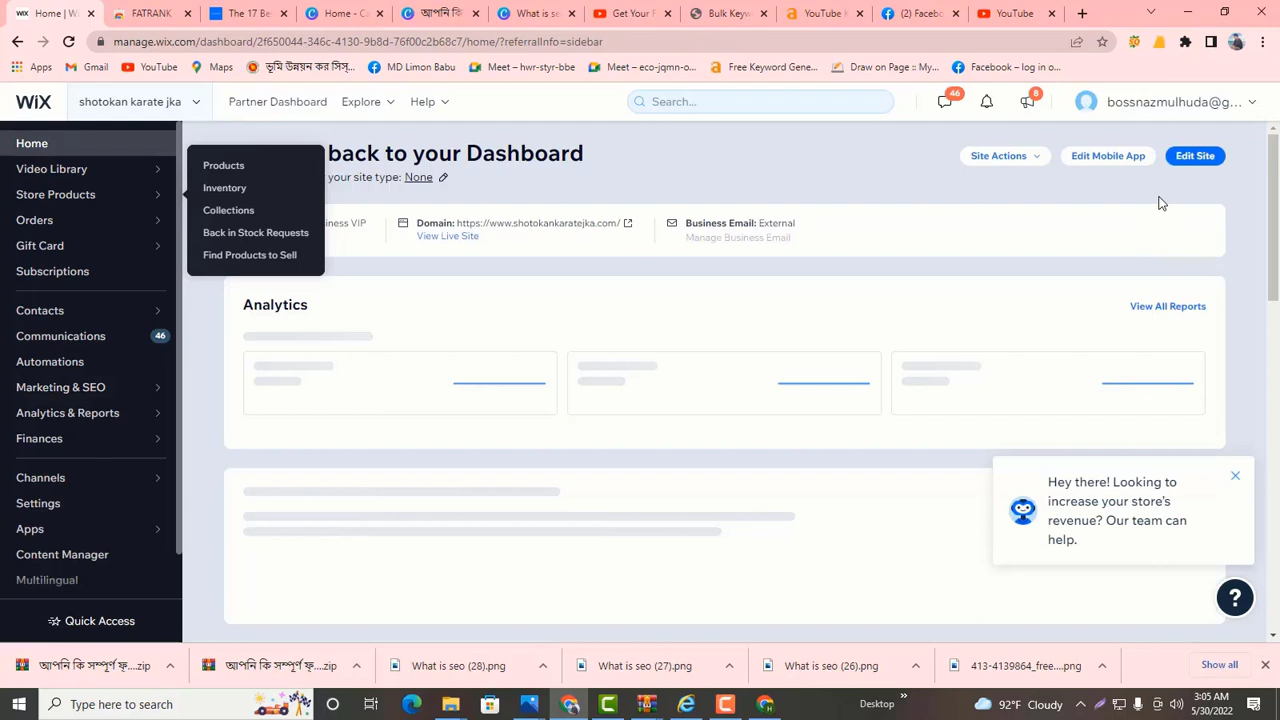 Home | W
FATRANK
The 17 Be
Home - Ca
আপনি কি
What is se
Get Your
Bulk Keyw
YouTube K
(2) Facebo
YouTube
manage.wix.com/dashboard/2f650044-346c-4130-9b8d-76f00c2b68c7/home/?referralInfo=sidebar
Apps
Gmail
YouTube
Maps
ভূমি উন্নয়ন কর সিস্...
MD Limon Babu
Meet – hwr-styr-bbe
Meet – eco-jqmn-od...
Free Keyword Gene...
Draw on Page :: My...
Facebook – log in o...
WiX
shotokan karate jka
Partner Dashboard
Explore
Help
Search...
46
8
bossnazmulhuda@g...
Home
Video Library
Store Products
Orders
Gift Card
Subscriptions
Contacts
Communications
46
Automations
Marketing & SEO
Analytics & Reports
Finances
Channels
Settings
Apps
Content Manager
Multilingual
Quick Access
Products
Inventory
Collections
Back in Stock Requests
Find Products to Sell
back to your Dashboard
your site type: None
Site Actions
Edit Mobile App
Edit Site
iness VIP
Domain: https://www.shotokankaratejka.com/
View Live Site
Business Email: External
Manage Business Email
Analytics
View All Reports
Hey there! Looking to
increase your store's
revenue? Our team can
help.
?
আপনি কি সম্পূর্ণ ফ্....zip
আপনি কি সম্পূর্ণ ফ্....zip
What is seo (28).png
What is seo (27).png
What is seo (26).png
413-4139864_free....png
Show all
Type here to search
Desktop
92°F Cloudy
3:05 AM
5/30/2022